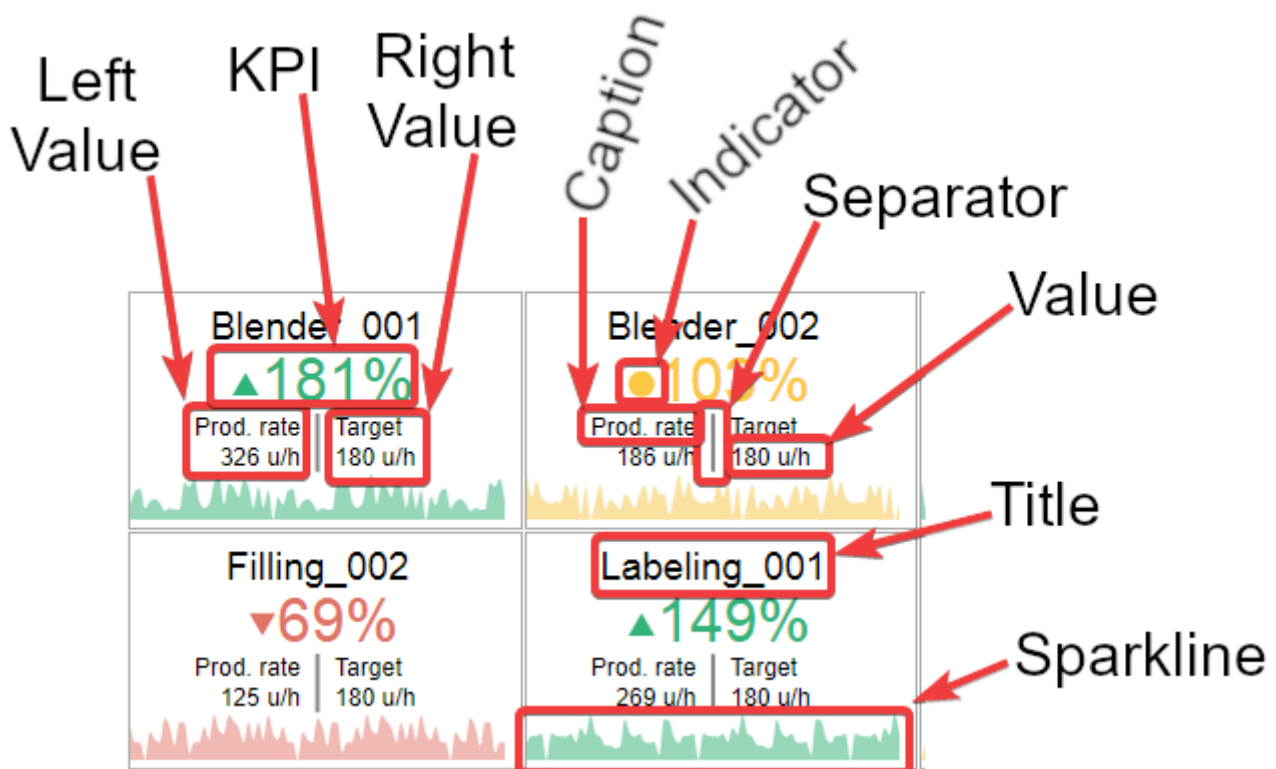 Left
Value
KPI
Right
Value
Caption
Indicator
Separator
Value
Title
Sparkline
Blender_001
▲181%
Prod. rate
326 u/h
Target
180 u/h
Blender_002
●103%
Prod. rate
186 u/h
Target
180 u/h
Filling_002
▼69%
Prod. rate
125 u/h
Target
180 u/h
Labeling_001
▲149%
Prod. rate
269 u/h
Target
180 u/h